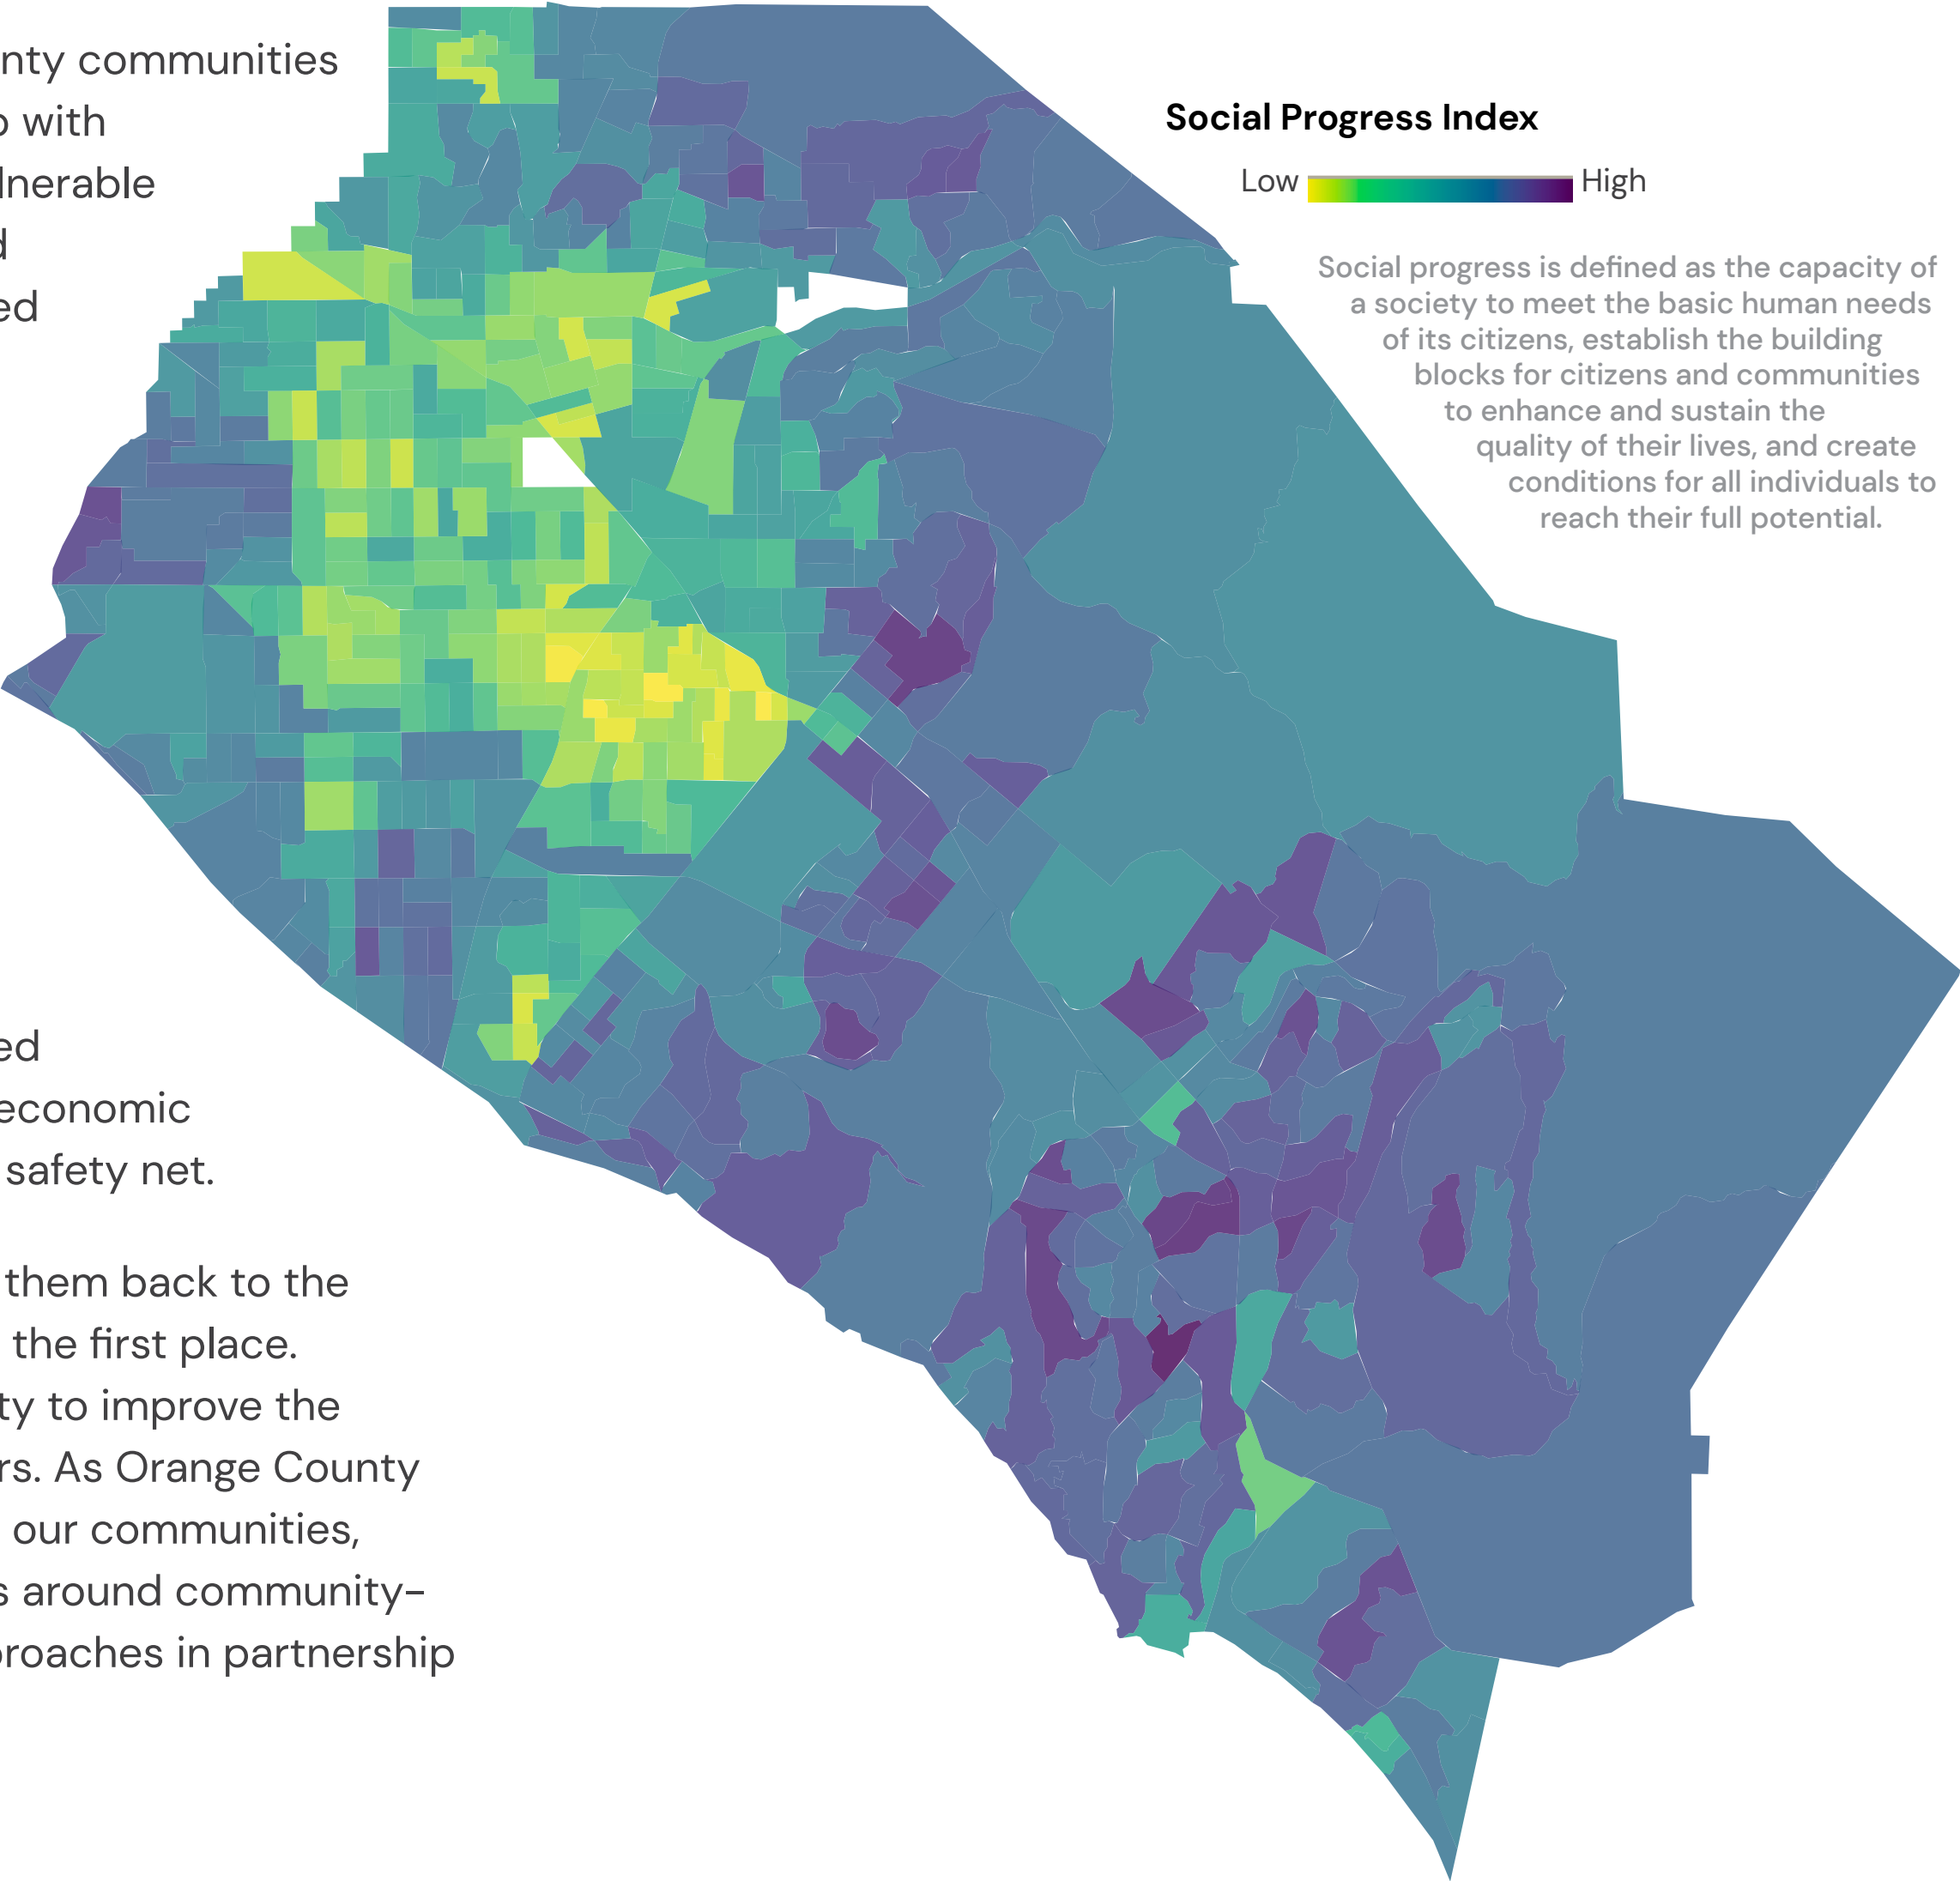 nty communities
with
nerable
ed
Social Progress Index
Low High
Social progress is defined as the capacity of
a society to meet the basic human needs
of its citizens, establish the building
blocks for citizens and communities
to enhance and sustain the
quality of their lives, and create
conditions for all individuals to
reach their full potential.
ed
economic
safety net.
them back to the
the first place.
ty to improve the
rs. As Orange County
our communities,
s around community–
roaches in partnership